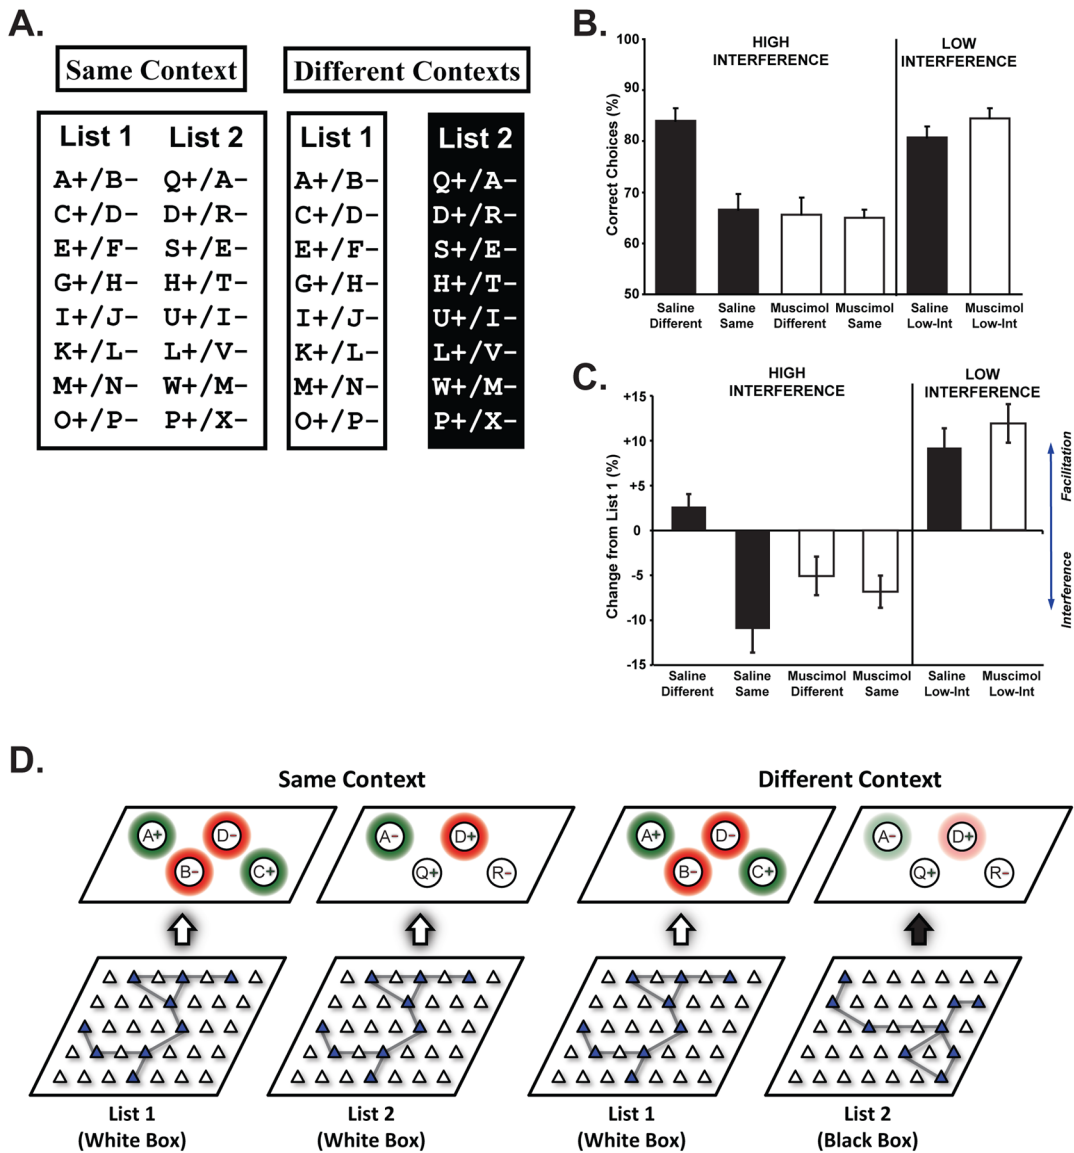 A.
Same Context
Different Contexts
List 1 List 2
A+/B- Q+/A-
C+/D- D+/R-
E+/F- S+/E-
G+/H- H+/T-
I+/J- U+/I-
K+/L- L+/V-
M+/N- W+/M-
O+/P- P+/X-
List 1 List 2
A+/B- Q+/A-
C+/D- D+/R-
E+/F- S+/E-
G+/H- H+/T-
I+/J- U+/I-
K+/L- L+/V-
M+/N- W+/M-
O+/P- P+/X-
B.
HIGH
INTERFERENCE
LOW
INTERFERENCE
Correct Choices (%)
100
90
80
70
60
50
Saline
Different
Saline
Same
Muscimol
Different
Muscimol
Same
Saline
Low-Int
Muscimol
Low-Int
C.
HIGH
INTERFERENCE
LOW
INTERFERENCE
Change from List 1 (%)
+15
+10
+5
0
-5
-10
-15
Facilitation
Interference
Saline
Different
Saline
Same
Muscimol
Different
Muscimol
Same
Saline
Low-Int
Muscimol
Low-Int
D.
Same Context
Different Context
A+ D- A- D+ A+ D- A- D+
B- C+ Q+ R- B- C+ Q+ R-
List 1
(White Box)
List 2
(White Box)
List 1
(White Box)
List 2
(Black Box)